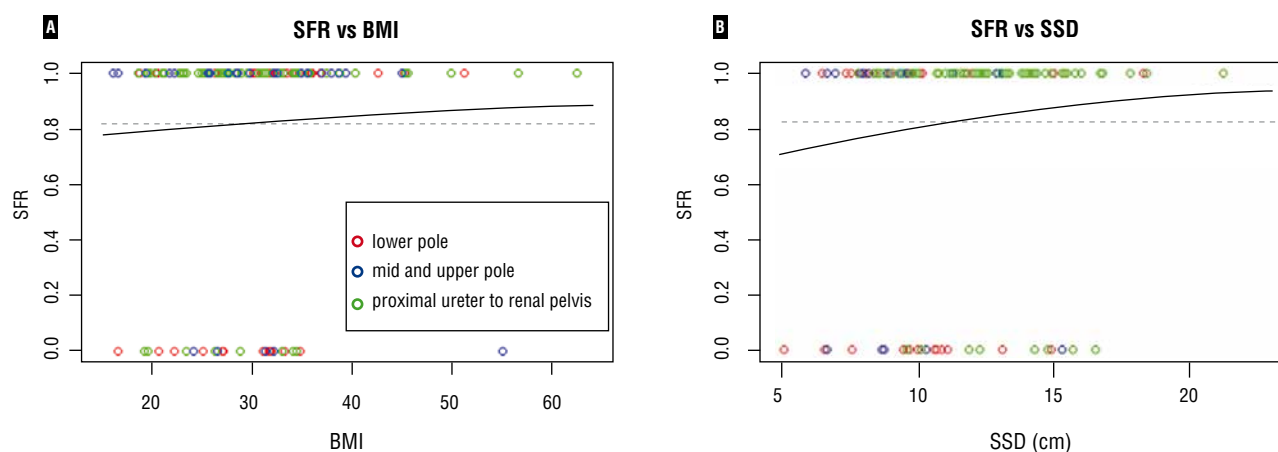 A
SFR vs BMI
SFR
1.0
0.8
0.6
0.4
0.2
0.0
lower pole
mid and upper pole
proximal ureter to renal pelvis
20 30 40 50 60
BMI
B
SFR vs SSD
SFR
1.0
0.8
0.6
0.4
0.2
0.0
5 10 15 20
SSD (cm)